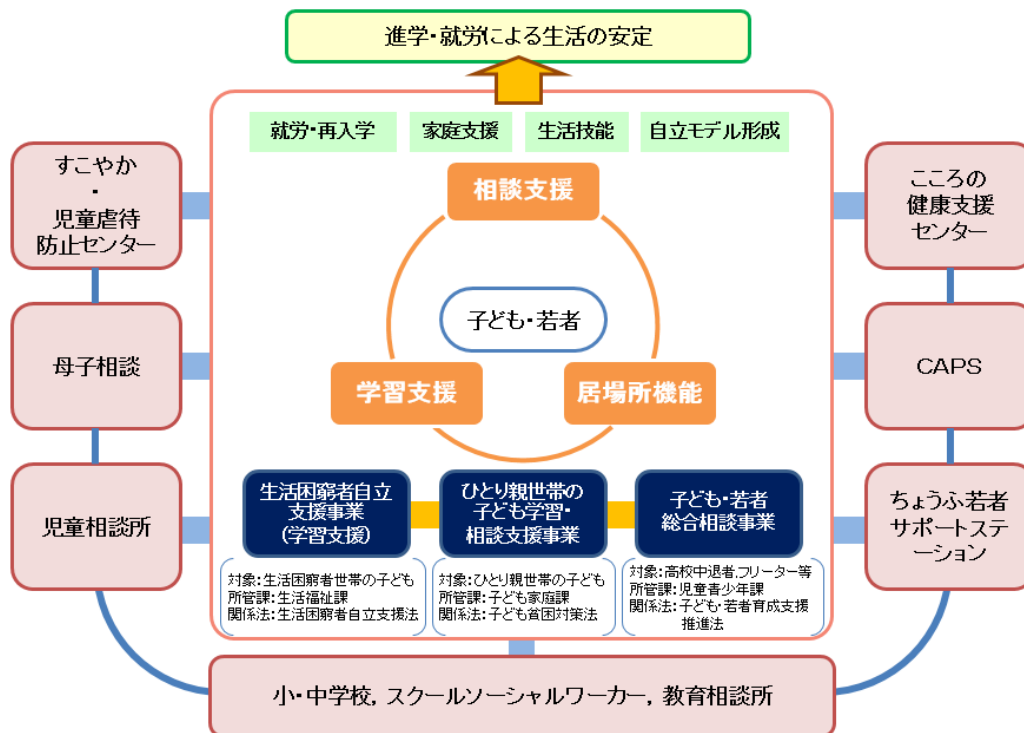 進学・就労による生活の安定
就労・再入学
家庭支援
生活技能
自立モデル形成
すこやか
・
児童虐待
防止センター
母子相談
児童相談所
相談支援
子ども・若者
学習支援
居場所機能
こころの
健康支援
センター
CAPS
ちょうふ若者
サポートステ
ーション
生活困窮者自立
支援事業
(学習支援)
ひとり親世帯の
子ども学習・
相談支援事業
子ども・若者
総合相談事業
対象:生活困窮者世帯の子ども
所管課:生活福祉課
関係法:生活困窮者自立支援法
対象:ひとり親世帯の子ども
所管課:子ども家庭課
関係法:子ども貧困対策法
対象:高校中退者,フリーター等
所管課:児童青少年課
関係法:子ども・若者育成支援
推進法
小・中学校, スクールソーシャルワーカー, 教育相談所